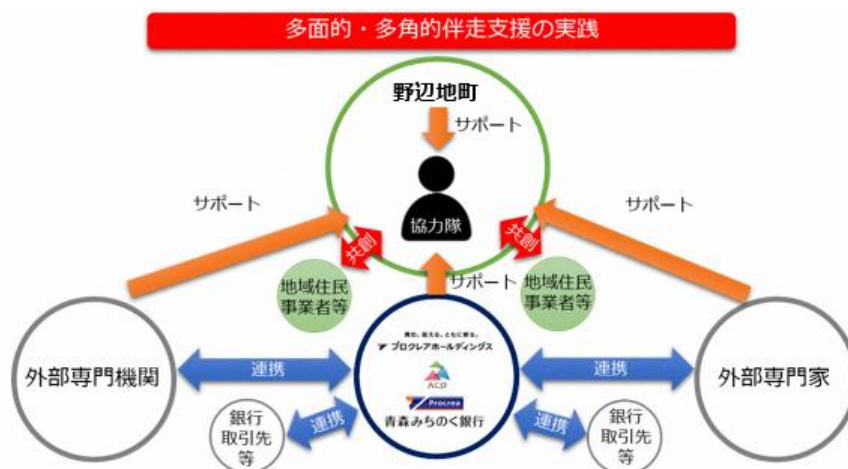 多面的・多角的伴走支援の実践
野辺地町
サポート
協力隊
サポート
サポート
共創
共創
地域住民
事業者等
サポート
地域住民
事業者等
プロクレアホールディングス
ACP
Procrea
青森みちのく銀行
外部専門機関
連携
連携
外部専門家
銀行
取引先
等
連携
連携
銀行
取引先
等